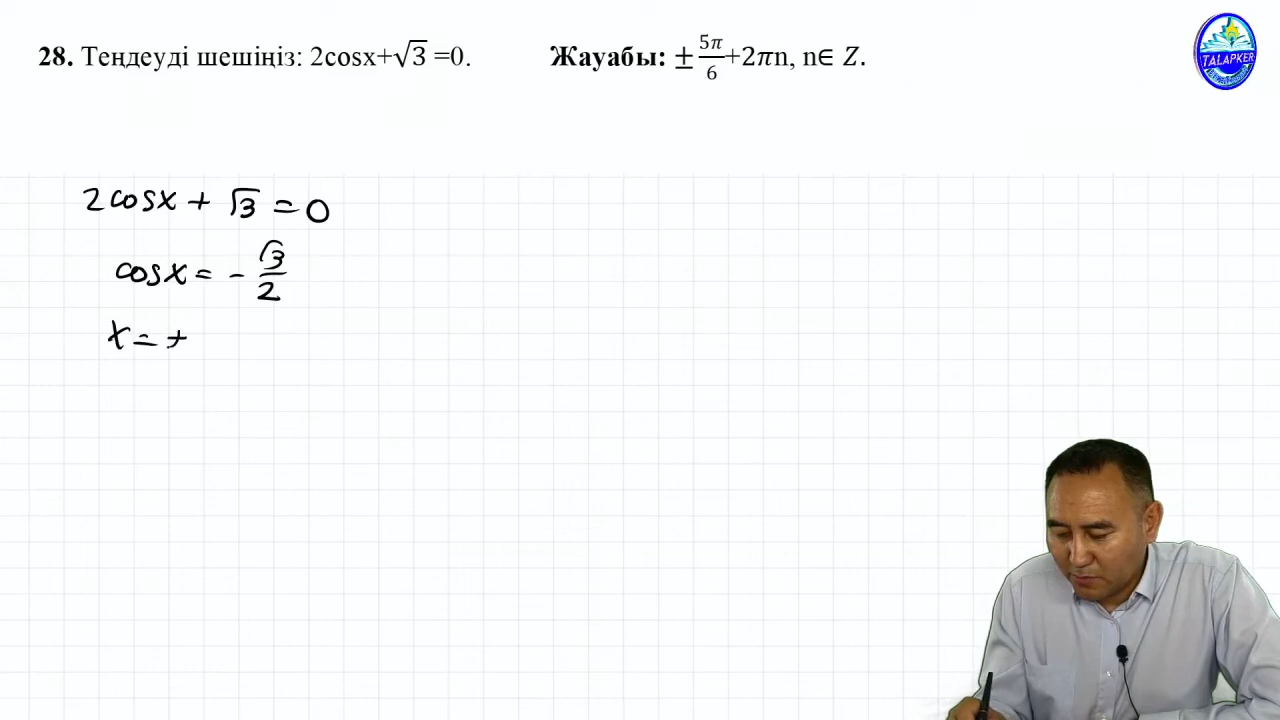 28. Теңдеуді шешіңіз: 2cosx+√3 =0. Жауабы: ±5π/6+2πn, n∈ Z.
TALAPKER
2cosx + √3 = 0
cosx = - √3/2
x = +